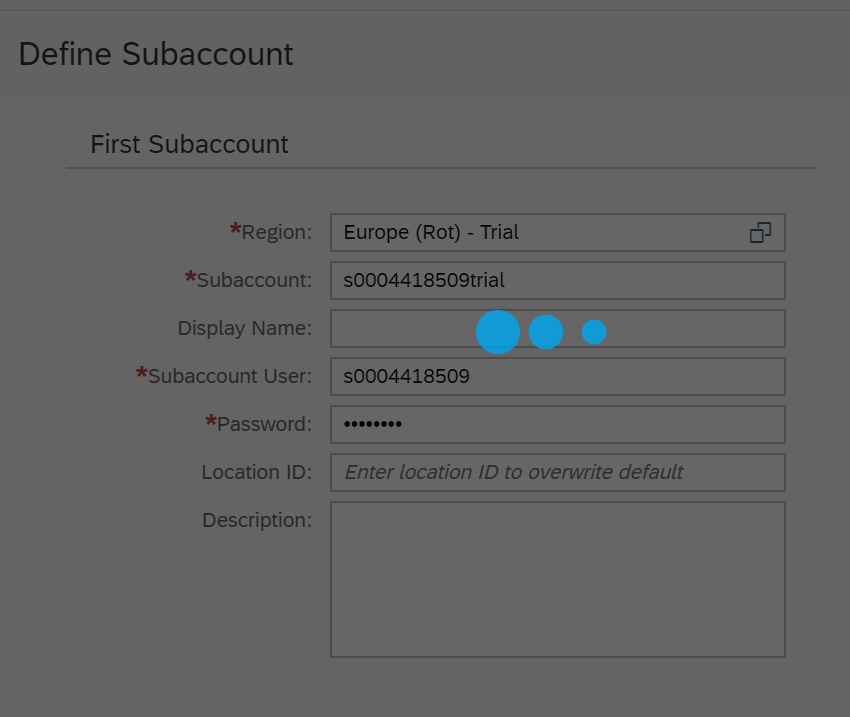 Define Subaccount
First Subaccount
*Region: Europe (Rot) - Trial
*Subaccount: s0004418509trial
Display Name:
*Subaccount User: s0004418509
*Password: ••••••••
Location ID: Enter location ID to overwrite default
Description: